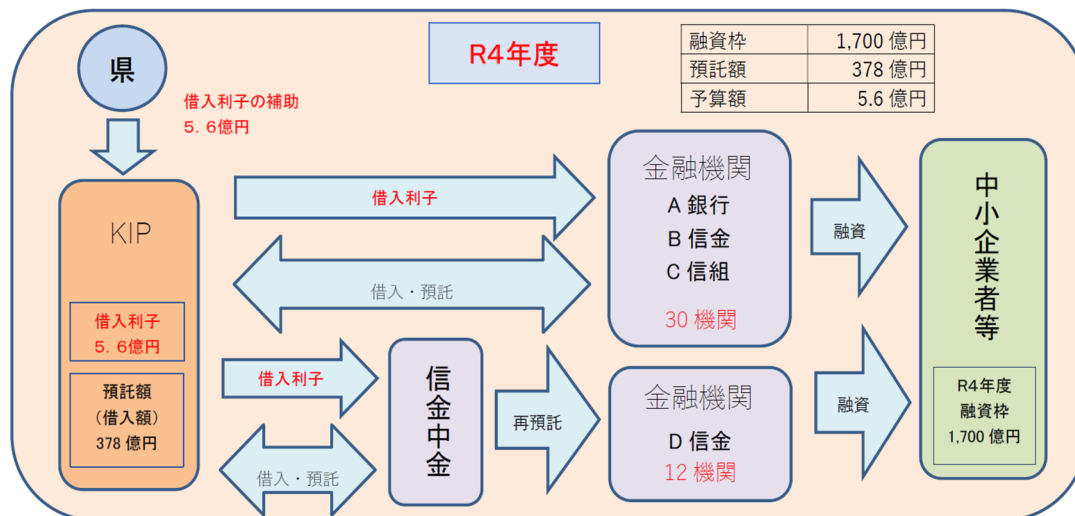 県
借入利子の補助
5.6億円
R4年度
融資枠 1,700 億円
預託額 378 億円
予算額 5.6 億円
KIP
借入利子
5.6億円
預託額
(借入額)
378 億円
借入利子
借入・預託
借入利子
借入・預託
信金中金
再預託
金融機関
A 銀行
B 信金
C 信組
30 機関
金融機関
D 信金
12 機関
融資
融資
中小企業者等
R4年度
融資枠
1,700 億円